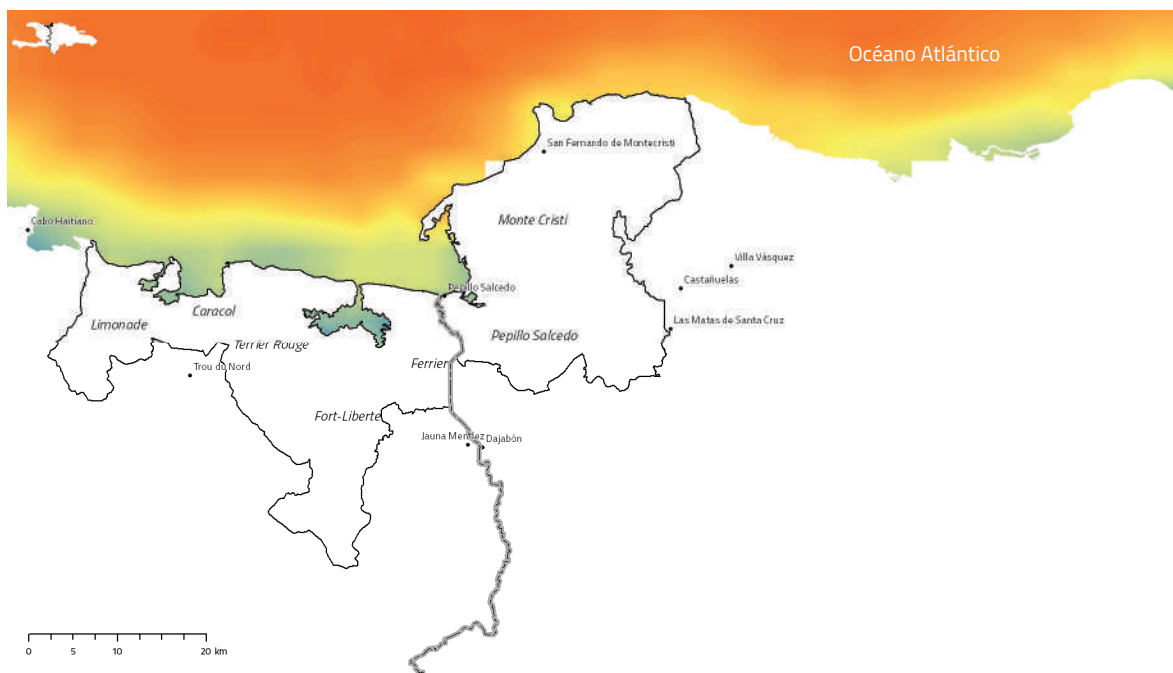 Océano Atlántico
San Fernando de Montecristi
Monte Cristi
Cabo Haitiano
Villa Vásquez
Castañuelas
Pepillo Salcedo
Caracol
Limonade
Las Matas de Santa Cruz
Pepillo Salcedo
Terrier Rouge
Ferrier
Trou du Nord
Fort-Liberte
Jauna Mendez
Dajabón
0 5 10 20 km